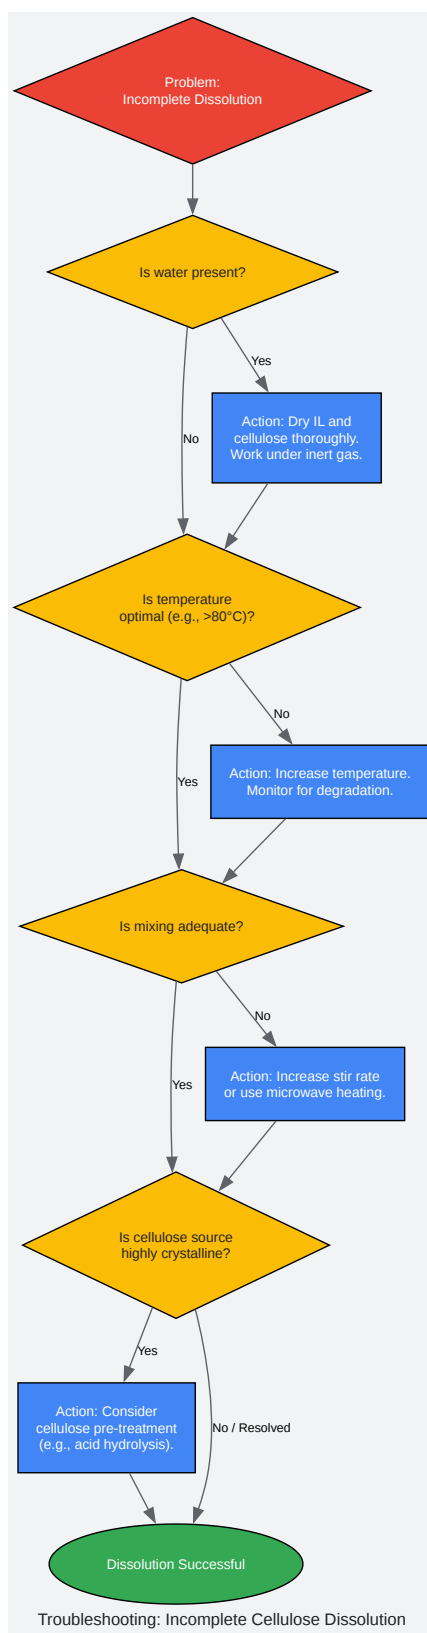 Problem:
Incomplete Dissolution
Is water present?
Yes
Action: Dry IL and
cellulose thoroughly.
Work under inert gas.
No
Is temperature
optimal (e.g., >80°C)?
No
Action: Increase temperature.
Monitor for degradation.
Yes
Is mixing adequate?
No
Action: Increase stir rate
or use microwave heating.
Yes
Is cellulose source
highly crystalline?
Yes
Action: Consider
cellulose pre-treatment
(e.g., acid hydrolysis).
No / Resolved
Dissolution Successful
Troubleshooting: Incomplete Cellulose Dissolution